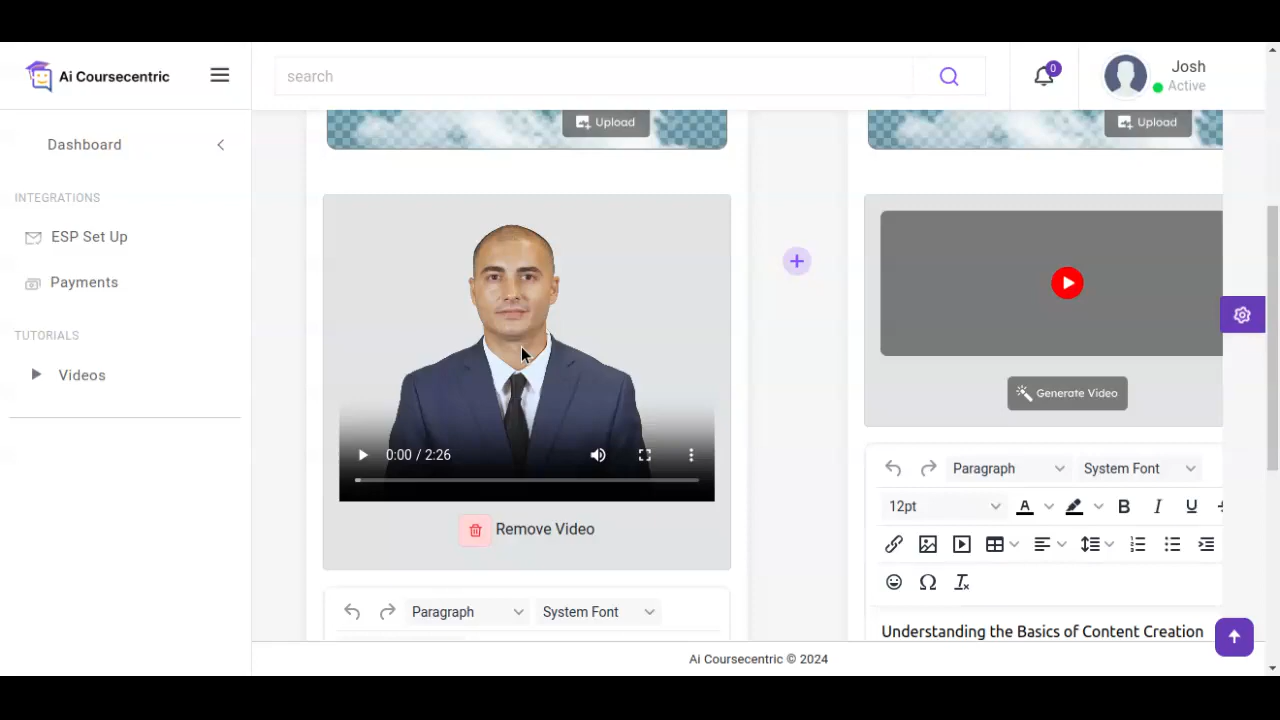 Ai Coursecentric
search
0
Josh
Active
Dashboard
INTEGRATIONS
ESP Set Up
Payments
TUTORIALS
Videos
Upload
Upload
0:00 / 2:26
Remove Video
Paragraph
System Font
Generate Video
Paragraph
System Font
12pt
A
B
I
U
Understanding the Basics of Content Creation
Ai Coursecentric © 2024